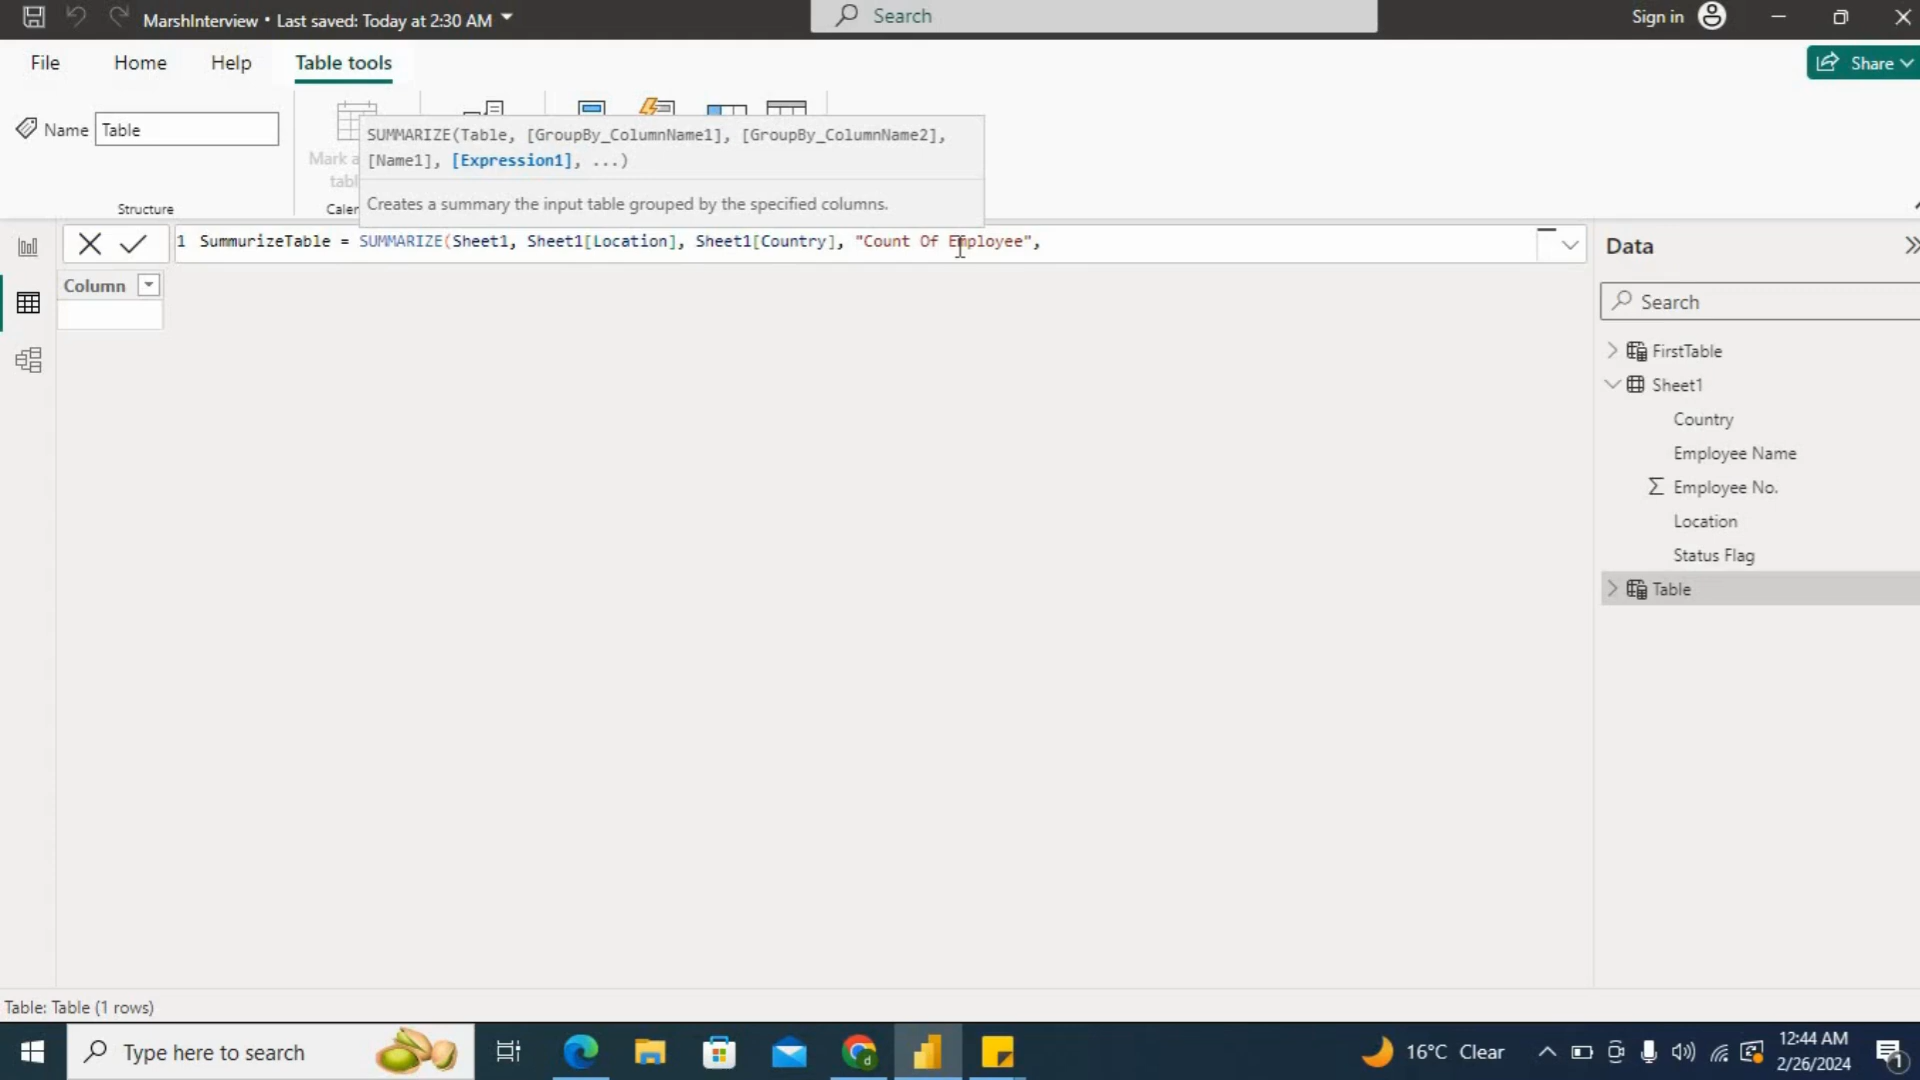 MarshInterview • Last saved: Today at 2:30 AM
Search
Sign in
File
Home
Help
Table tools
Share
Name
Table
Structure
SUMMARIZE(Table, [GroupBy_ColumnName1], [GroupBy_ColumnName2],
[Name1], [Expression1], ...)
Creates a summary the input table grouped by the specified columns.
1 SummurizeTable = SUMMARIZE(Sheet1, Sheet1[Location], Sheet1[Country], "Count Of Employee",
Column
Data
Search
FirstTable
Sheet1
Country
Employee Name
Employee No.
Location
Status Flag
Table
Table: Table (1 rows)
Type here to search
16°C Clear
12:44 AM
2/26/2024
1